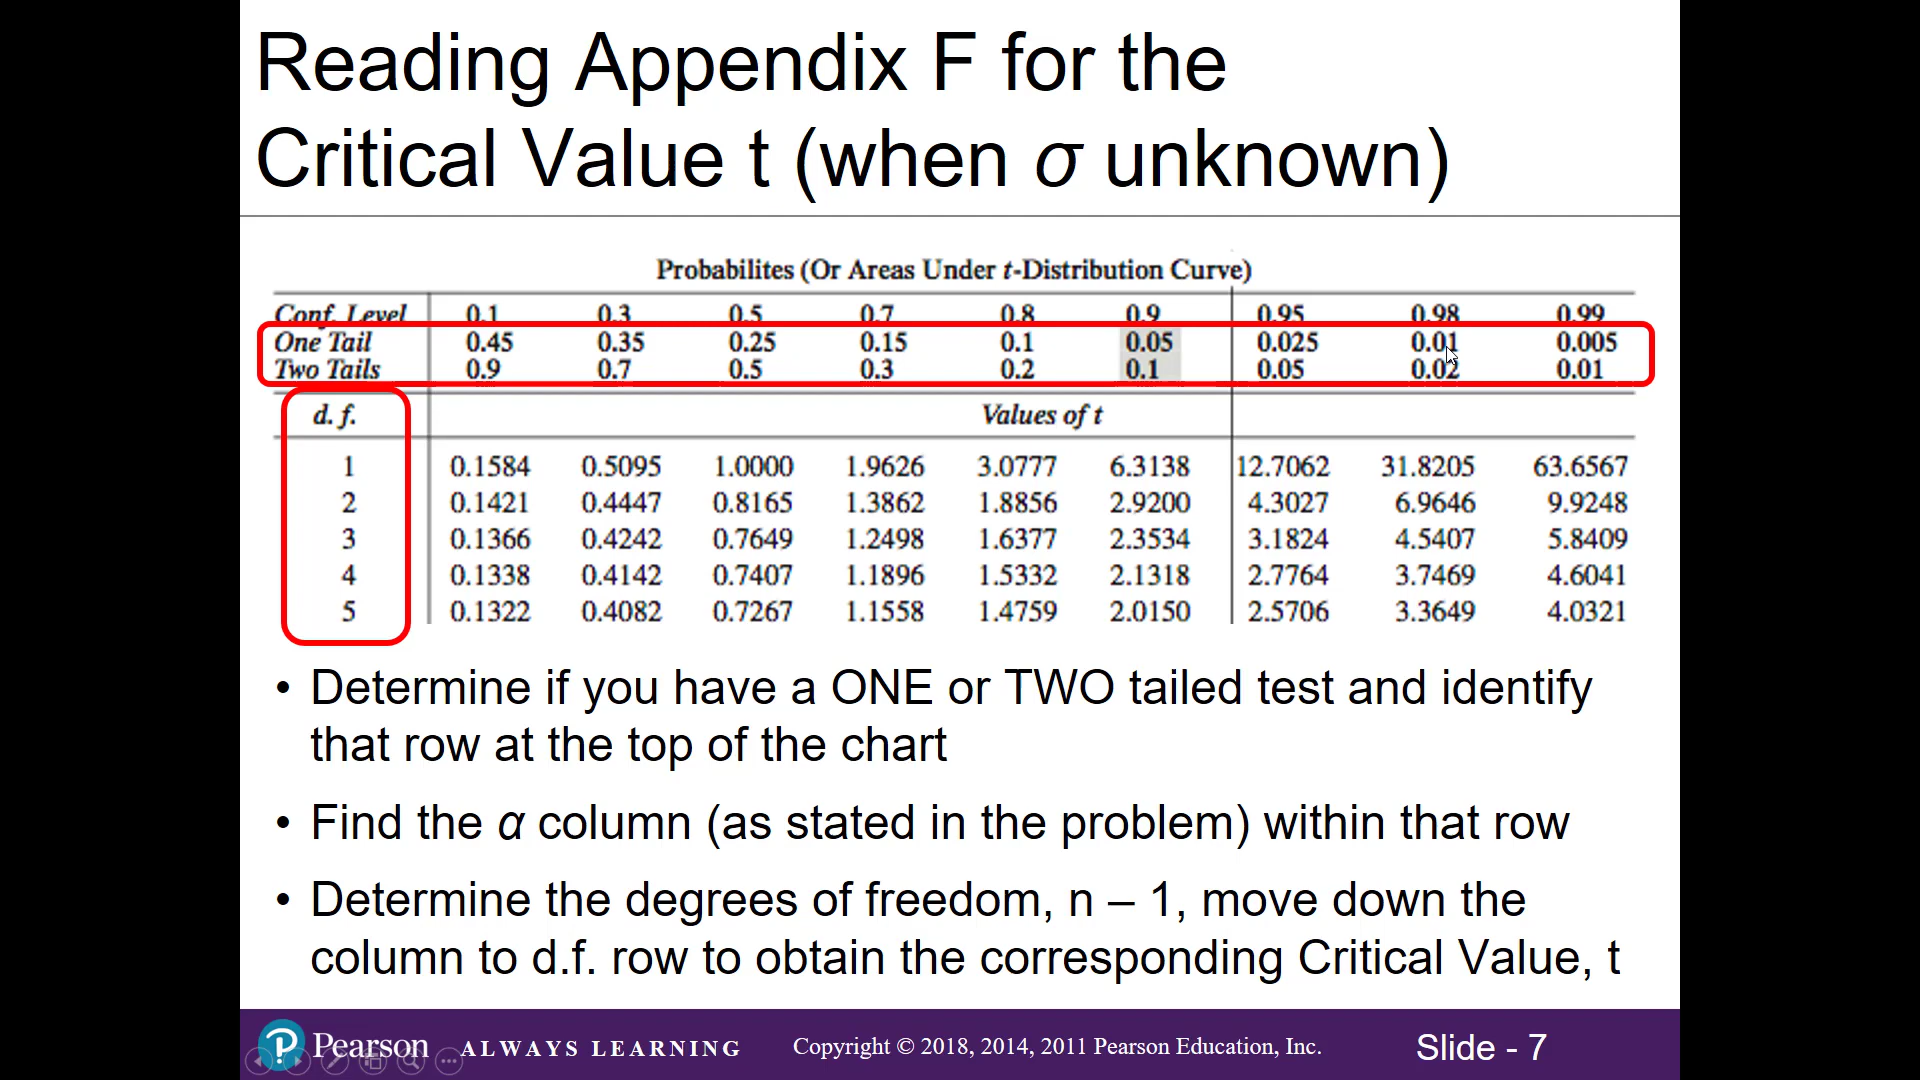 Reading Appendix F for the
Critical Value t (when σ unknown)
Probabilites (Or Areas Under t-Distribution Curve)
Conf. Level 0.1 0.3 0.5 0.7 0.8 0.9 0.95 0.98 0.99
One Tail 0.45 0.35 0.25 0.15 0.1 0.05 0.025 0.01 0.005
Two Tails 0.9 0.7 0.5 0.3 0.2 0.1 0.05 0.02 0.01
d. f. Values of t
1 0.1584 0.5095 1.0000 1.9626 3.0777 6.3138 12.7062 31.8205 63.6567
2 0.1421 0.4447 0.8165 1.3862 1.8856 2.9200 4.3027 6.9646 9.9248
3 0.1366 0.4242 0.7649 1.2498 1.6377 2.3534 3.1824 4.5407 5.8409
4 0.1338 0.4142 0.7407 1.1896 1.5332 2.1318 2.7764 3.7469 4.6041
5 0.1322 0.4082 0.7267 1.1558 1.4759 2.0150 2.5706 3.3649 4.0321
• Determine if you have a ONE or TWO tailed test and identify
that row at the top of the chart
• Find the α column (as stated in the problem) within that row
• Determine the degrees of freedom, n – 1, move down the
column to d.f. row to obtain the corresponding Critical Value, t
P Pearson ALWAYS LEARNING Copyright © 2018, 2014, 2011 Pearson Education, Inc. Slide - 7